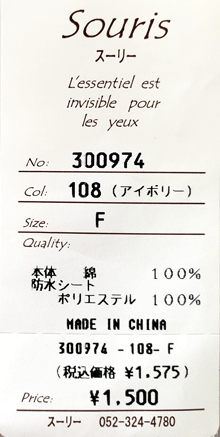 Souris
スーリー
L'essentiel est
invisible pour
les yeux
No: 300974
Col: 108 (アイボリー)
Size: F
Quality:
本体 綿 100%
防水シート
ポリエステル 100%
MADE IN CHINA
300974 -108- F
(税込価格 ¥1.575)
Price: ¥1,500
スーリー 052-324-4780